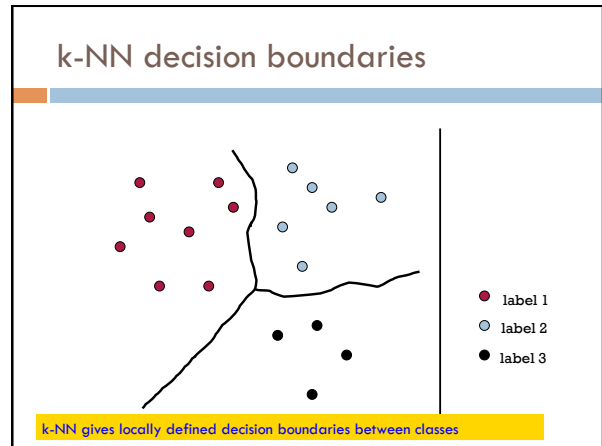 k-NN decision boundaries
label 1
label 2
label 3
k-NN gives locally defined decision boundaries between classes